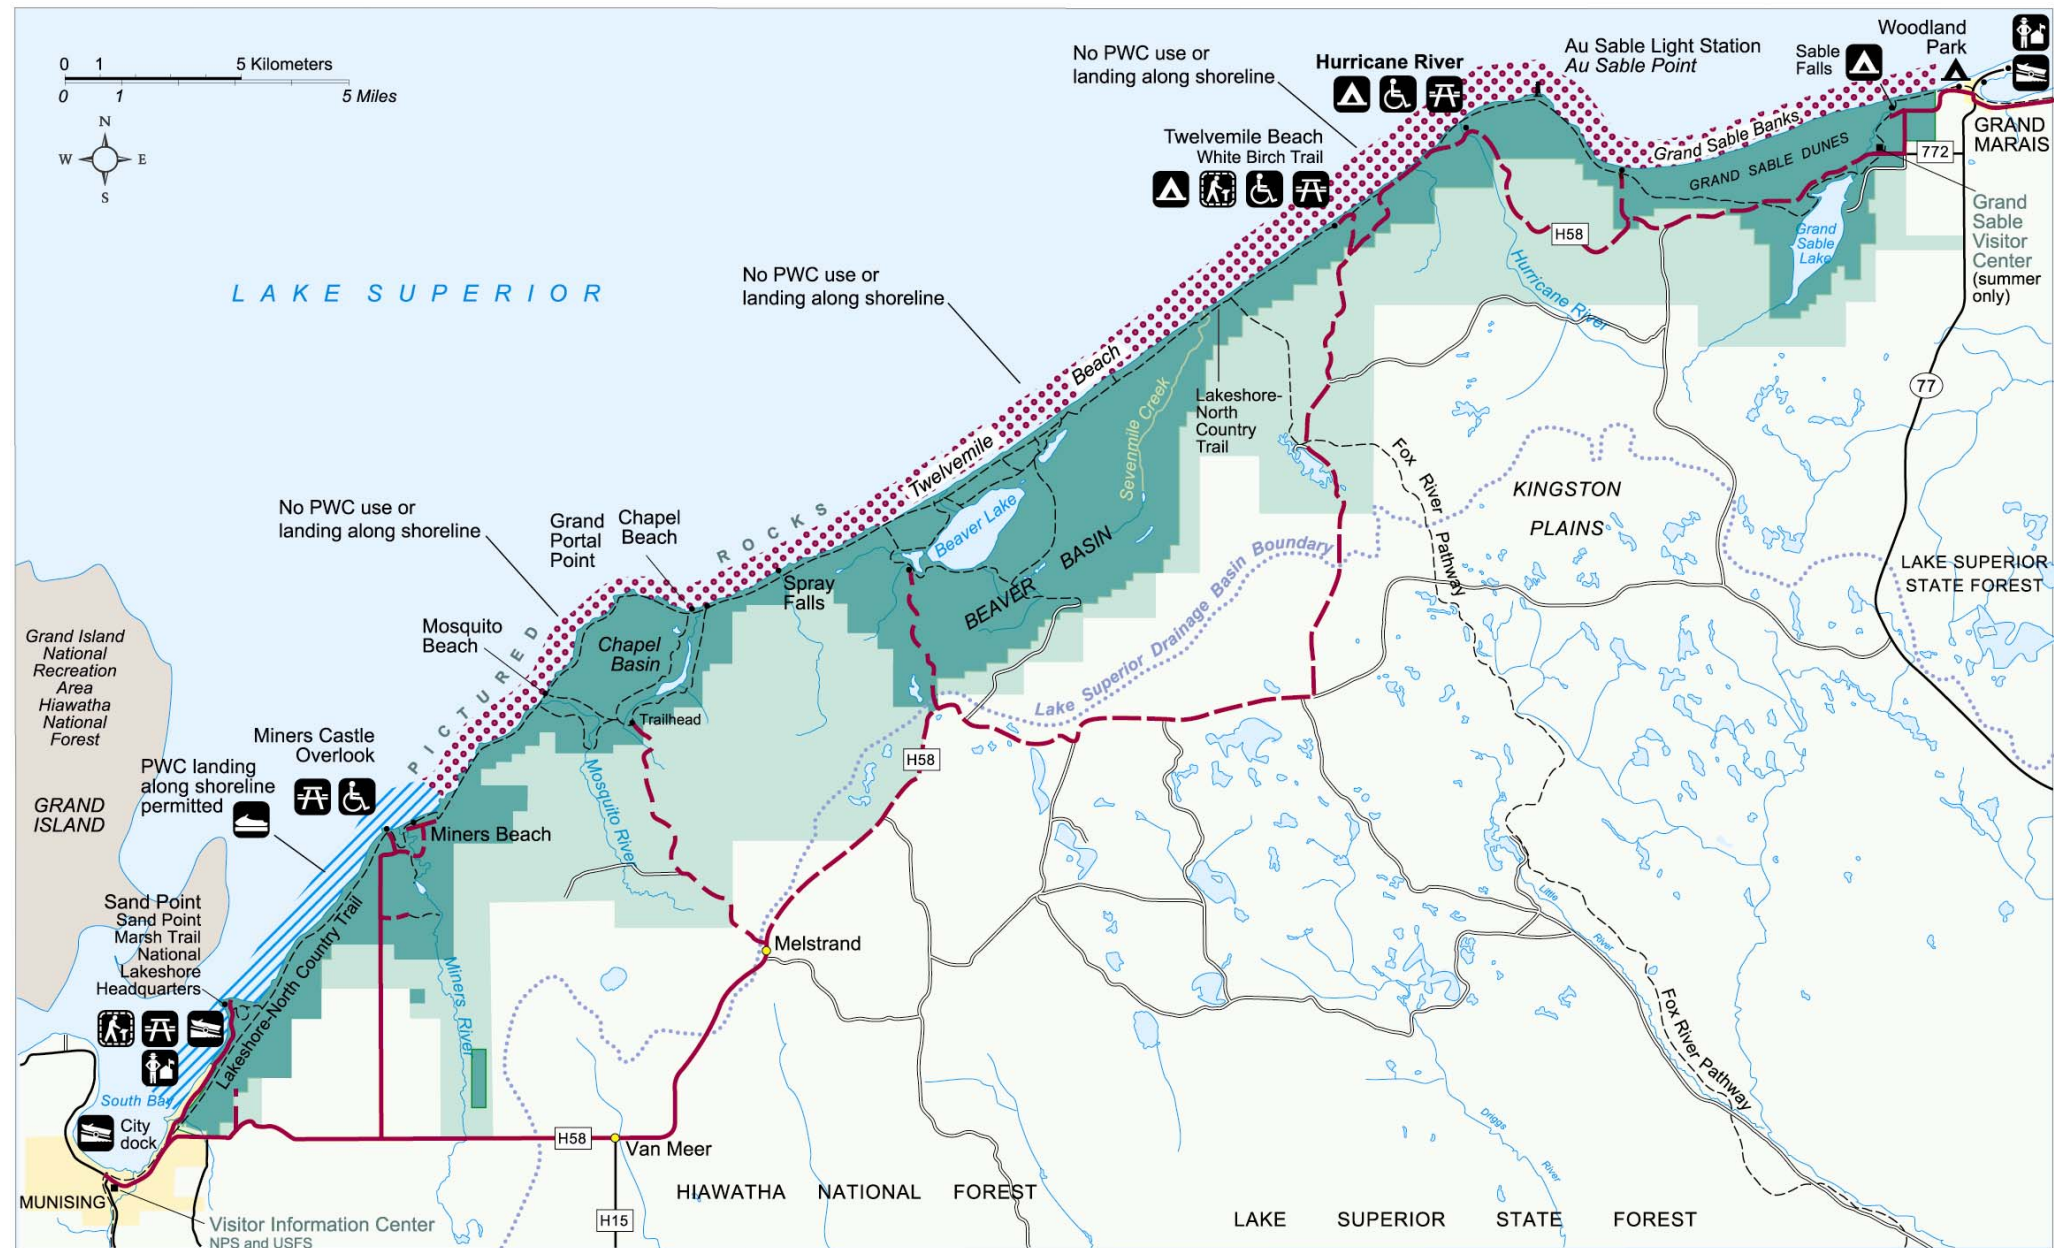 0 1 5 Kilometers
0 1 5 Miles
N
W E
S
LAKE SUPERIOR
No PWC use or
landing along shoreline
Hurricane River
Au Sable Light Station
Au Sable Point
Sable
Falls
Woodland
Park
GRAND
MARAIS
Twelvemile Beach
White Birch Trail
Grand Sable Banks
GRAND SABLE DUNES
772
Grand
Sable
Lake
Grand
Sable
Visitor
Center
(summer
only)
H58
Hurricane River
77
No PWC use or
landing along shoreline
Twelvemile Beach
Sevenmile Creek
Lakeshore-
North
Country
Trail
Fox River Pathway
KINGSTON
PLAINS
LAKE SUPERIOR
STATE FOREST
No PWC use or
landing along shoreline
Grand
Portal
Point
Chapel
Beach
PICTURED ROCKS
Spray
Falls
Beaver Lake
BEAVER BASIN
Lake Superior Drainage Basin Boundary
Mosquito
Beach
Chapel
Basin
Trailhead
Grand Island
National
Recreation
Area
Hiawatha
National
Forest
GRAND
ISLAND
Miners Castle
Overlook
PWC landing
along shoreline
permitted
Miners Beach
Mosquito River
H58
Sand Point
Sand Point
Marsh Trail
National
Lakeshore
Headquarters
Lakeshore-North Country Trail
Miners River
Melstrand
Little River
Fox River Pathway
South Bay
City
dock
H58
Van Meer
Driggs River
MUNISING
Visitor Information Center
NPS and USFS
H15
HIAWATHA NATIONAL FOREST
LAKE SUPERIOR STATE FOREST